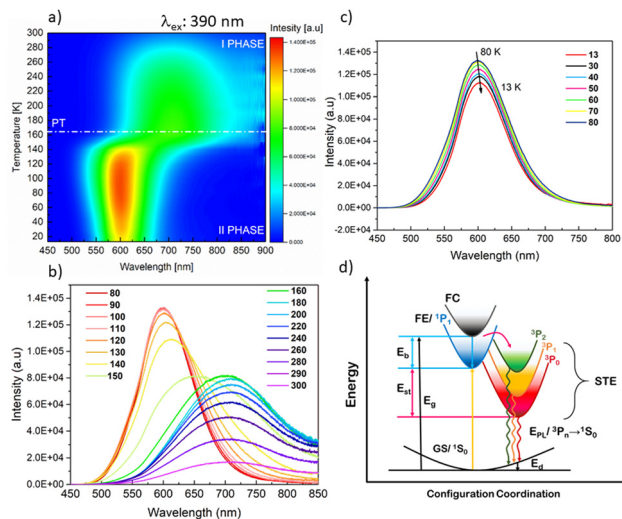 a)
λex: 390 nm
Intesity [a.u]
300
280
260
240
220
200
180
160
140
120
100
80
60
40
20
Temperature [K]
I PHASE
PT
II PHASE
1.400E+05
1.200E+05
1.000E+05
8.000E+04
6.000E+04
4.000E+04
2.000E+04
0.000
450 500 550 600 650 700 750 800 850 900
Wavelength [nm]
c)
1.4E+05
1.2E+05
1.0E+05
8.0E+04
6.0E+04
4.0E+04
2.0E+04
0.0E+00
-2.0E+04
Intensity (a.u)
80 K
13 K
13
30
40
50
60
70
80
450 500 550 600 650 700 750 800
Wavelength (nm)
b)
1.4E+05
1.2E+05
1.0E+05
8.0E+04
6.0E+04
4.0E+04
2.0E+04
0.0E+00
Intensity (a.u)
80
90
100
110
120
130
140
150
160
180
200
220
240
260
280
290
300
450 500 550 600 650 700 750 800 850
Wavelength (nm)
d)
Energy
FC
FE/ ¹P₁
³P₂
³P₁
³P₀
STE
Eb
Est
Eg
EPL/ ³Pn→¹S₀
GS/ ¹S₀
Ed
Configuration Coordination